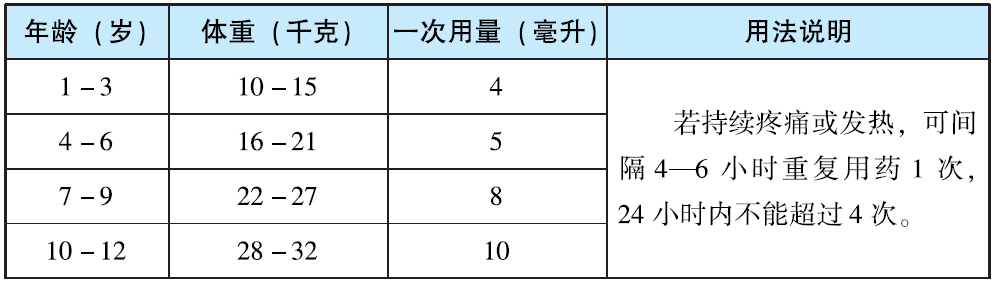 年龄（岁） 体重（千克） 一次用量（毫升） 用法说明
1－3 10－15 4
4－6 16－21 5
7－9 22－27 8
10－12 28－32 10
若持续疼痛或发热，可间
隔 4—6 小时重复用药 1 次，
24 小时内不能超过 4 次。